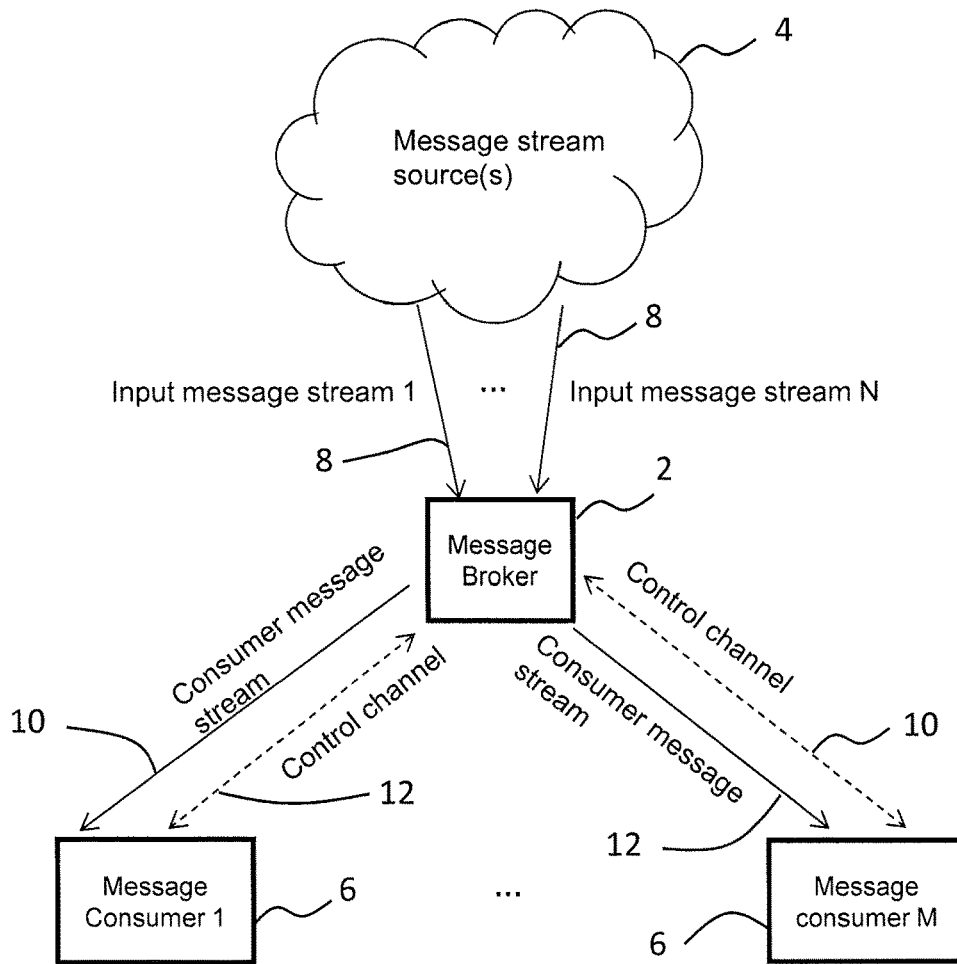 4
Message stream
source(s)
8
Input message stream 1
...
Input message stream N
8
2
Message
Broker
Consumer message
stream
Control channel
Consumer message
stream
Control channel
10
12
10
12
Message
Consumer 1
6
...
Message
consumer M
6